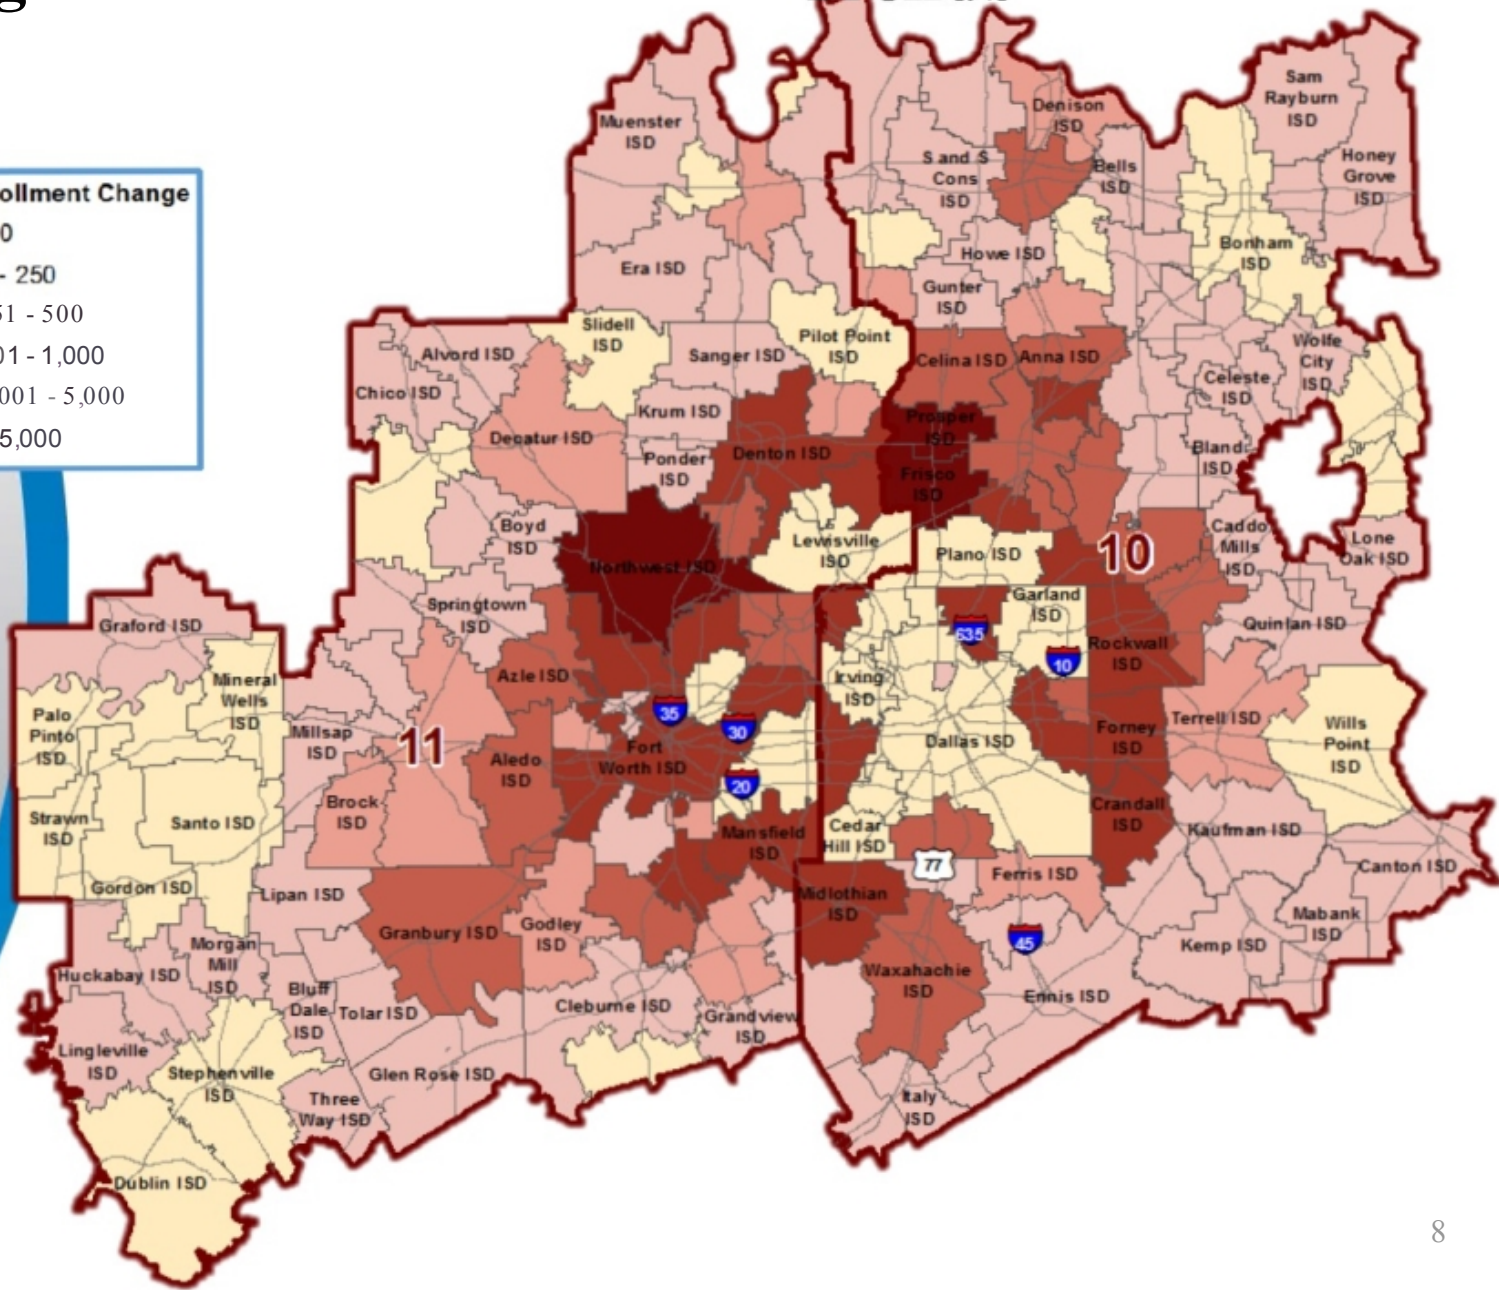 g
ollment Change
0
- 250
51 - 500
01 - 1,000
001 - 5,000
5,000
Sam
Rayburn
ISD
Denison
ISD
Muenster
ISD
S and S
Cons
ISD
Bells
ISD
Honey
Grove
ISD
Howe ISD
Bonham
ISD
Era ISD
Gunter
ISD
Slidell
ISD
Pilot Point
ISD
Alvord ISD
Sanger ISD
Celina ISD
Anna ISD
Wolfe
City
ISD
Celeste
ISD
Chico ISD
Krum ISD
Prosper
ISD
Decatur ISD
Denton ISD
Ponder
ISD
Bland
ISD
Frisco
ISD
Boyd
ISD
Lewisville
ISD
Plano ISD
10
Caddo
Mills
ISD
Lone
Oak ISD
Northwest ISD
Springtown
ISD
Garland
ISD
Graford ISD
635
Quinlan ISD
Rockwall
ISD
10
Azle ISD
Mineral
Wells
ISD
Irving
ISD
35
Palo
Pinto
ISD
Millsap
ISD
11
30
Terrell ISD
Forney
ISD
Wills
Point
ISD
Dallas ISD
Fort
Worth ISD
Aledo
ISD
20
Brock
ISD
Crandall
ISD
Strawn
ISD
Santo ISD
Mansfield
ISD
Cedar
Hill ISD
Kaufman ISD
77
Canton ISD
Ferris ISD
Gordon ISD
Lipan ISD
Midlothian
ISD
Mabank
ISD
Granbury ISD
Godley
ISD
45
Kemp ISD
Morgan
Mill
ISD
Huckabay ISD
Waxahachie
ISD
Bluff
Dale
ISD
Ennis ISD
Tolar ISD
Cleburne ISD
Grandview
ISD
Lingleville
ISD
Stephenville
ISD
Glen Rose ISD
Three
Way ISD
Italy
ISD
Dublin ISD
8